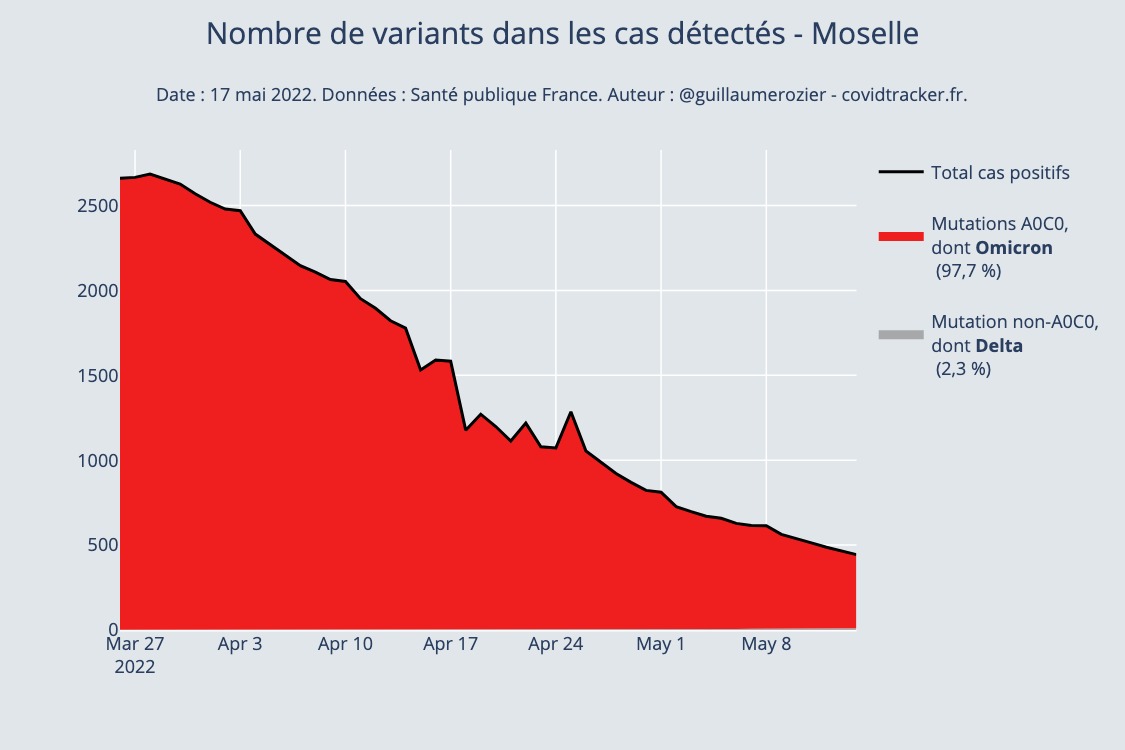 Nombre de variants dans les cas détectés - Moselle
Date : 17 mai 2022. Données : Santé publique France. Auteur : @guillaumerozier - covidtracker.fr.
Total cas positifs
Mutations A0C0,
dont Omicron
(97,7 %)
Mutation non-A0C0,
dont Delta
(2,3 %)
2500
2000
1500
1000
500
0
Mar 27
2022
Apr 3
Apr 10
Apr 17
Apr 24
May 1
May 8